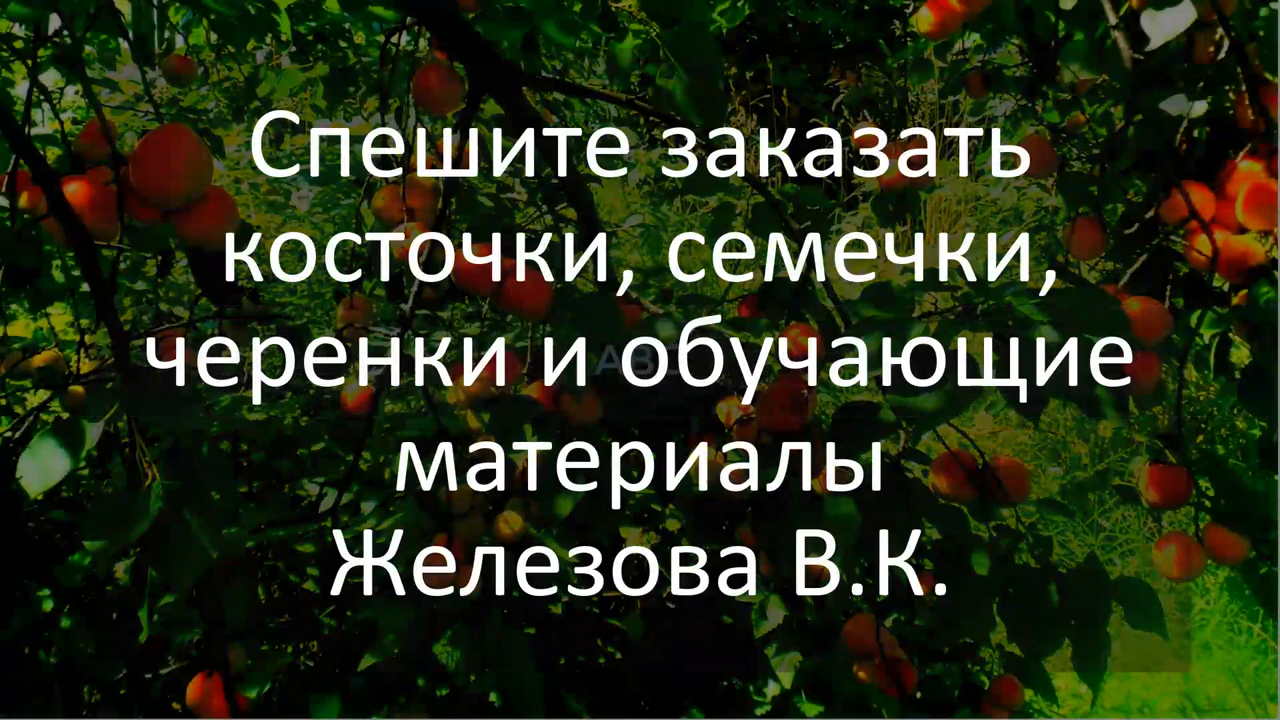 Спешите заказать
косточки, семечки,
черенки и обучающие
материалы
Железова В.К.